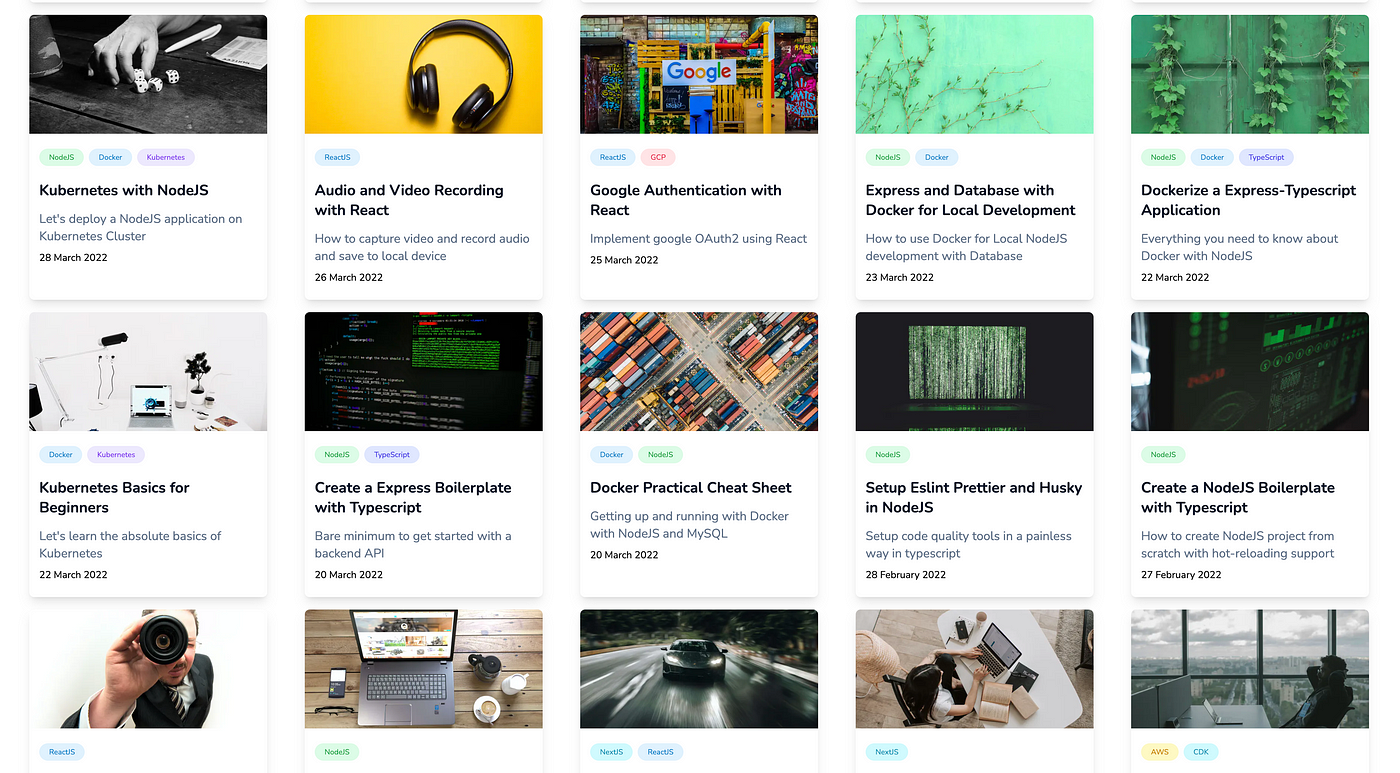 Google
NodeJS Docker Kubernetes
Kubernetes with NodeJS
Let's deploy a NodeJS application on
Kubernetes Cluster
28 March 2022
ReactJS
Audio and Video Recording
with React
How to capture video and record audio
and save to local device
26 March 2022
ReactJS GCP
Google Authentication with
React
Implement google OAuth2 using React
25 March 2022
NodeJS Docker
Express and Database with
Docker for Local Development
How to use Docker for Local NodeJS
development with Database
23 March 2022
NodeJS Docker TypeScript
Dockerize a Express-Typescript
Application
Everything you need to know about
Docker with NodeJS
22 March 2022
Docker Kubernetes
Kubernetes Basics for
Beginners
Let's learn the absolute basics of
Kubernetes
22 March 2022
NodeJS TypeScript
Create a Express Boilerplate
with Typescript
Bare minimum to get started with a
backend API
20 March 2022
Docker NodeJS
Docker Practical Cheat Sheet
Getting up and running with Docker
with NodeJS and MySQL
20 March 2022
NodeJS
Setup Eslint Prettier and Husky
in NodeJS
Setup code quality tools in a painless
way in typescript
28 February 2022
NodeJS
Create a NodeJS Boilerplate
with Typescript
How to create NodeJS project from
scratch with hot-reloading support
27 February 2022
ReactJS
NodeJS
NextJS ReactJS
NextJS
AWS CDK